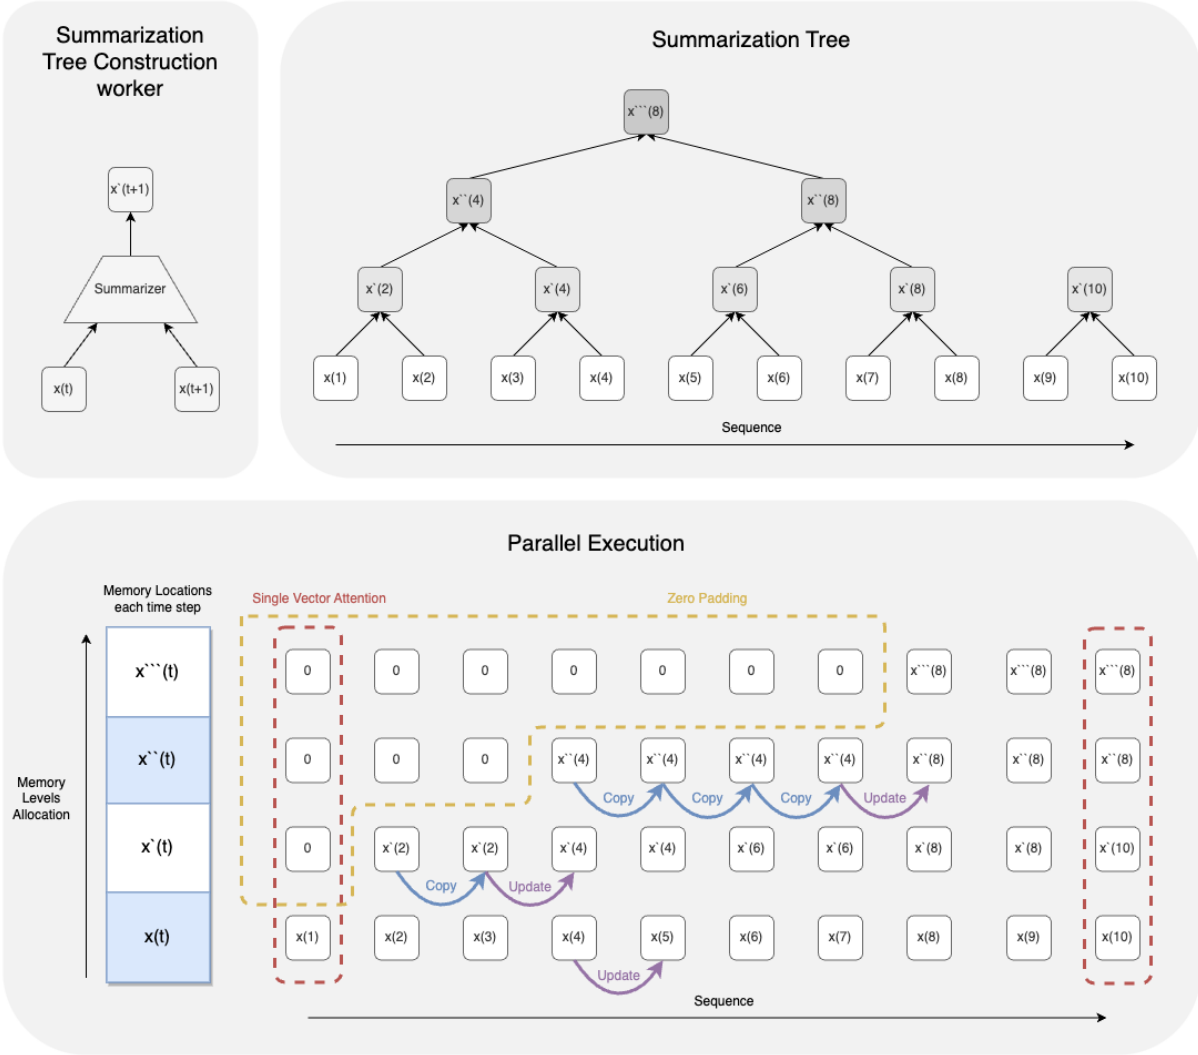 Summarization
Tree Construction
worker
x`(t+1)
Summarizer
x(t)
x(t+1)
Summarization Tree
x```(8)
x``(4)
x``(8)
x`(2)
x`(4)
x`(6)
x`(8)
x`(10)
x(1)
x(2)
x(3)
x(4)
x(5)
x(6)
x(7)
x(8)
x(9)
x(10)
Sequence
Parallel Execution
Memory Locations
each time step
Single Vector Attention
Zero Padding
Memory
Levels
Allocation
x```(t)
0
0
0
0
0
0
0
x```(8)
x```(8)
x```(8)
x``(t)
0
0
0
x``(4)
x``(4)
x``(4)
x``(4)
x``(8)
x``(8)
x``(8)
Copy
Copy
Copy
Update
x`(t)
0
x`(2)
x`(2)
x`(4)
x`(4)
x`(6)
x`(6)
x`(8)
x`(8)
x`(10)
Copy
Update
x(t)
x(1)
x(2)
x(3)
x(4)
x(5)
x(6)
x(7)
x(8)
x(9)
x(10)
Update
Sequence